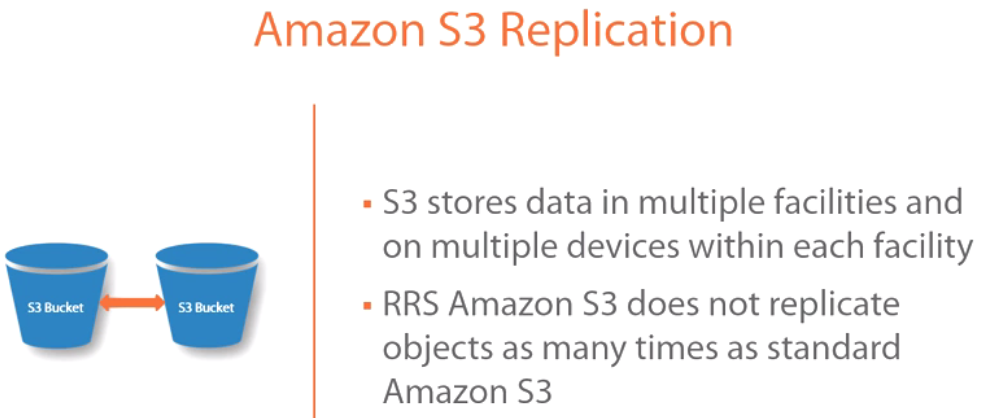 Amazon S3 Replication
▪ S3 stores data in multiple facilities and
on multiple devices within each facility
▪ RRS Amazon S3 does not replicate
objects as many times as standard
Amazon S3
S3 Bucket
S3 Bucket